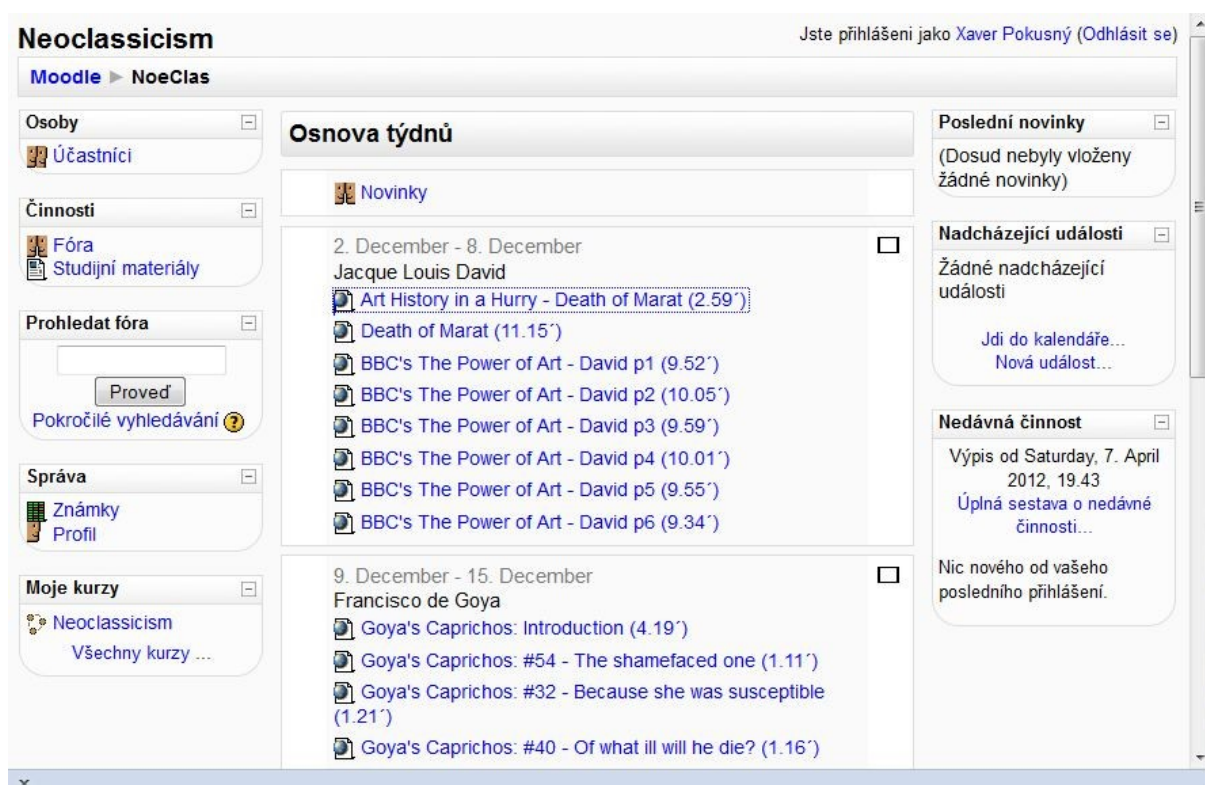 Neoclassicism
Jste přihlášeni jako Xaver Pokusný (Odhlásit se)
Moodle ► NoeClas
Osoby
Účastníci
Činnosti
Fóra
Studijní materiály
Prohledat fóra
Proveď
Pokročilé vyhledávání ?
Správa
Známky
Profil
Moje kurzy
Neoclassicism
Všechny kurzy ...
Osnova týdnů
Novinky
2. December - 8. December
Jacque Louis David
Art History in a Hurry - Death of Marat (2.59´)
Death of Marat (11.15´)
BBC's The Power of Art - David p1 (9.52´)
BBC's The Power of Art - David p2 (10.05´)
BBC's The Power of Art - David p3 (9.59´)
BBC's The Power of Art - David p4 (10.01´)
BBC's The Power of Art - David p5 (9.55´)
BBC's The Power of Art - David p6 (9.34´)
9. December - 15. December
Francisco de Goya
Goya's Caprichos: Introduction (4.19´)
Goya's Caprichos: #54 - The shamefaced one (1.11´)
Goya's Caprichos: #32 - Because she was susceptible
(1.21´)
Goya's Caprichos: #40 - Of what ill will he die? (1.16´)
Poslední novinky
(Dosud nebyly vloženy
žádné novinky)
Nadcházející události
Žádné nadcházející
události
Jdi do kalendáře...
Nová událost...
Nedávná činnost
Výpis od Saturday, 7. April
2012, 19.43
Úplná sestava o nedávné
činnosti...
Nic nového od vašeho
posledního přihlášení.
x